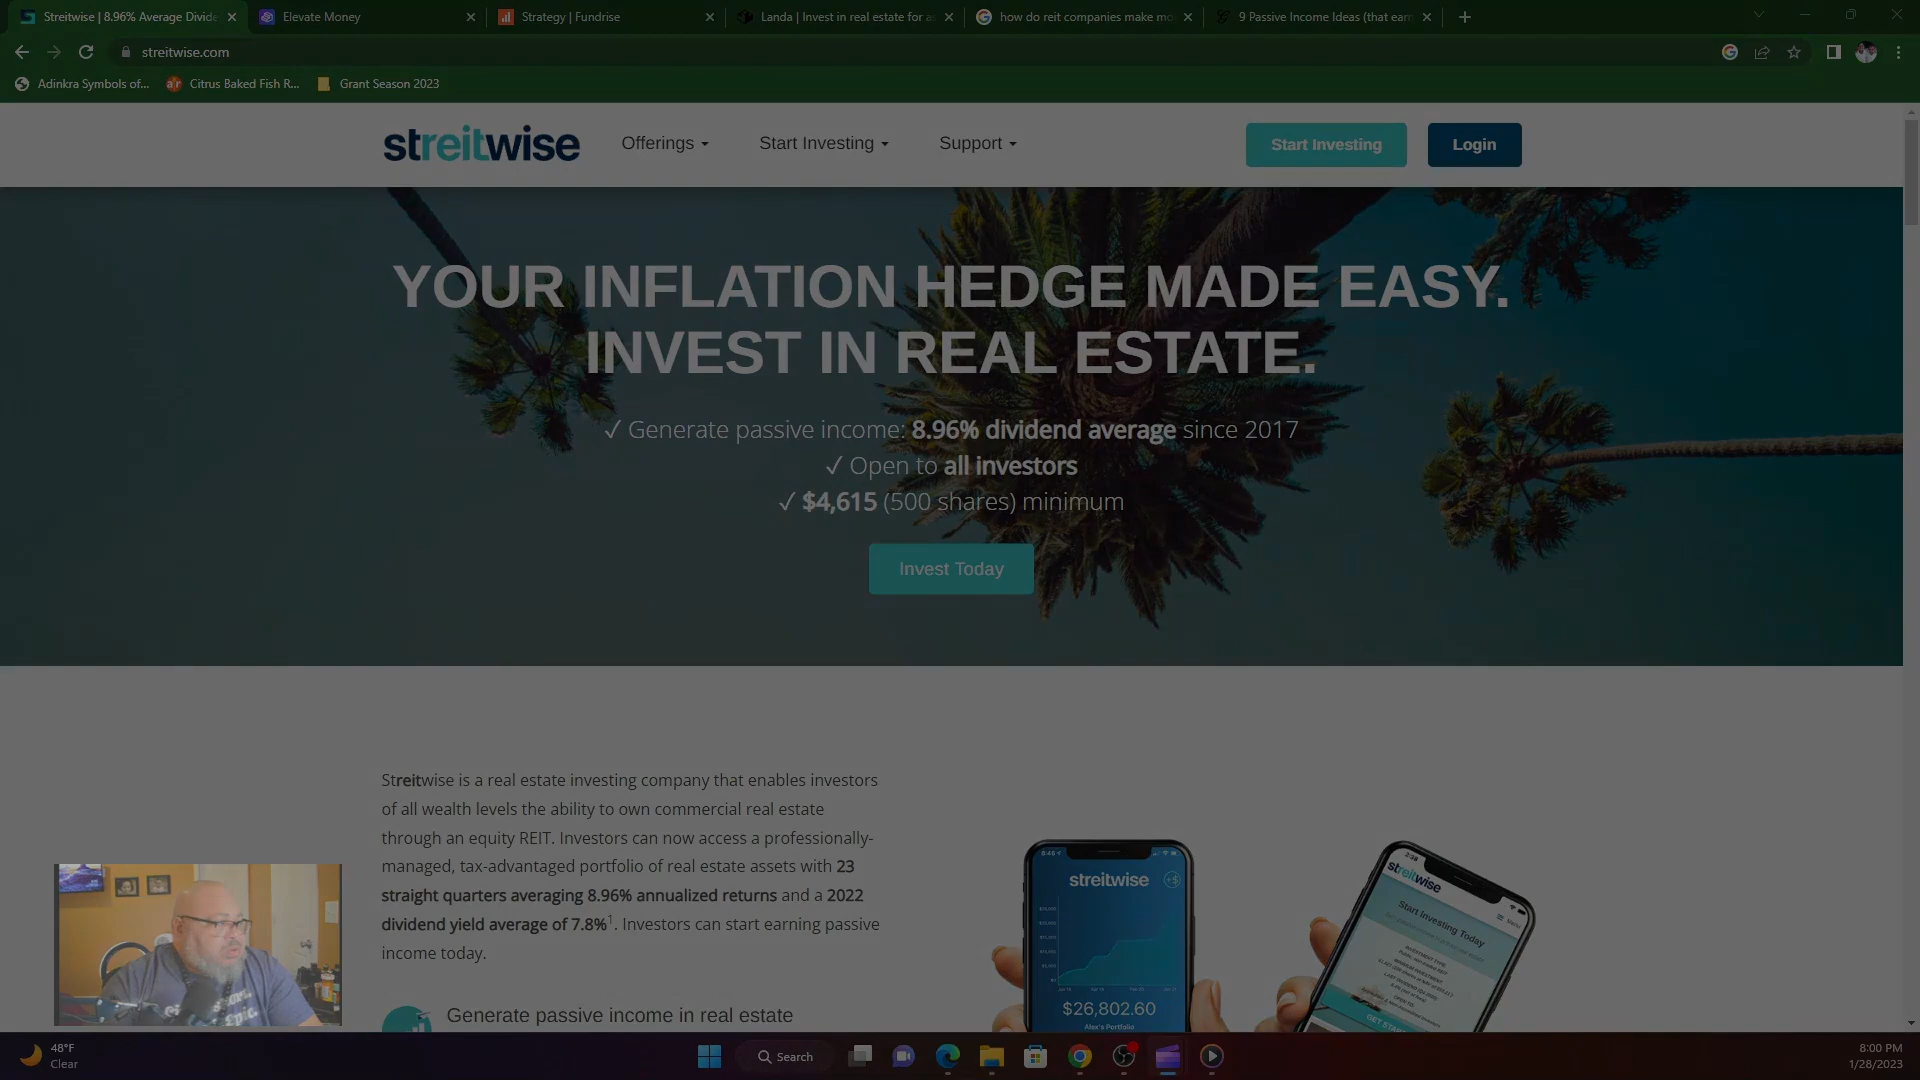 Streitwise | 8.96% Average Divide
Elevate Money
Strategy | Fundrise
Landa | Invest in real estate for as
how do reit companies make mo
9 Passive Income Ideas (that earn
streitwise.com
Adinkra Symbols of...
Citrus Baked Fish R...
Grant Season 2023
streitwise
Offerings
Start Investing
Support
Start Investing
Login
YOUR INFLATION HEDGE MADE EASY.
INVEST IN REAL ESTATE.
✓ Generate passive income: 8.96% dividend average since 2017
✓ Open to all investors
✓ $4,615 (500 shares) minimum
Invest Today
Streitwise is a real estate investing company that enables investors
of all wealth levels the ability to own commercial real estate
through an equity REIT. Investors can now access a professionally-
managed, tax-advantaged portfolio of real estate assets with 23
straight quarters averaging 8.96% annualized returns and a 2022
dividend yield average of 7.8%1. Investors can start earning passive
income today.
Generate passive income in real estate
streitwise
$26,802.60
Alex's Portfolio
2:38
streitwise
Start Investing Today
48°F
Clear
Search
8:00 PM
1/28/2023